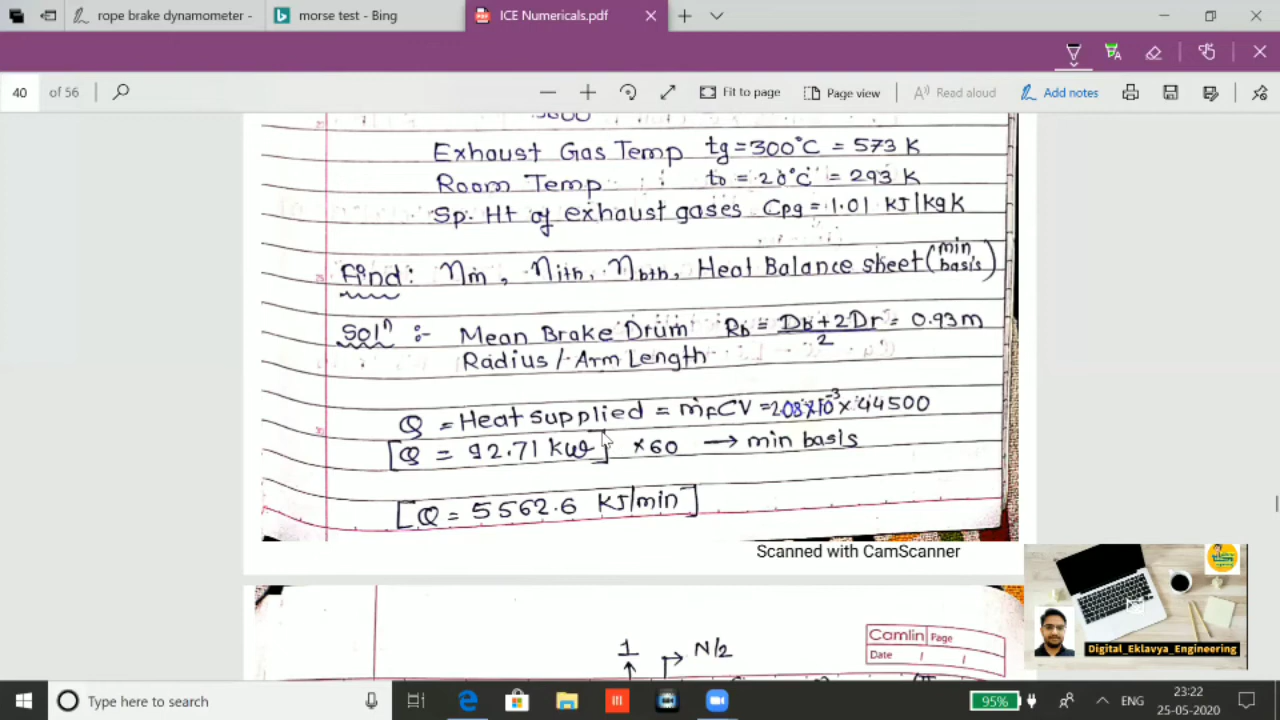 rope brake dynamometer -
morse test - Bing
ICE Numericals.pdf
40 of 56
Fit to page
Page view
Read aloud
Add notes
Exhaust Gas Temp tg = 300°C = 573 K
Room Temp : to = 20°C = 293 K
Sp. Ht of exhaust gases Cpg = 1.01 KJ/kgK
Find: ηm, ηith, ηbth, Heat Balance sheet (min basis)
Solⁿ :- Mean Brake Drum Rb = Db + 2Dr / 2 = 0.93m
Radius / Arm Length
Q = Heat supplied = ṁf CV = 2.08×10⁻³ × 44500
[Q = 92.71 kW] ×60 → min basis
[Q = 5562.6 KJ/min]
Scanned with CamScanner
1 N/2
Camlin Page
Date / /
Digital_Eklavya_Engineering
Type here to search
95%
ENG
23:22
25-05-2020